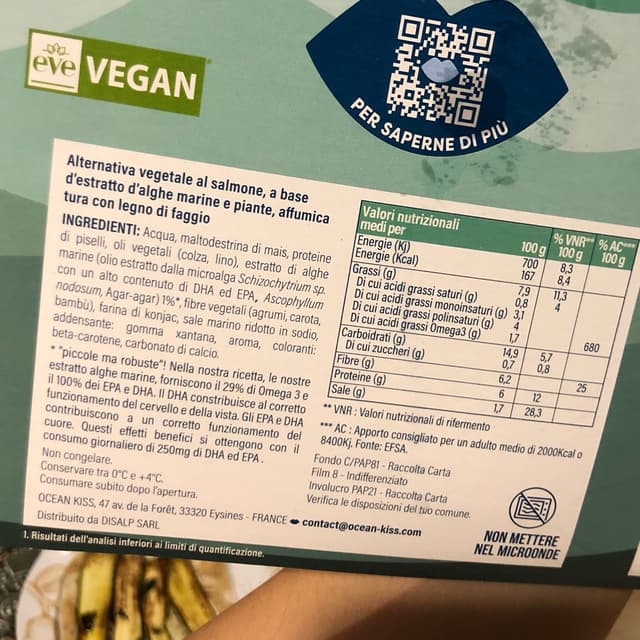 eve VEGAN
PER SAPERNE DI PIÙ
Alternativa vegetale al salmone, a base
d'estratto d'alghe marine e piante, affumica
tura con legno di faggio
INGREDIENTI: Acqua, maltodestrina di mais, proteine
di piselli, oli vegetali (colza, lino), estratto di alghe
marine (olio estratto dalla microalga Schizochytrium sp.
con un alto contenuto di DHA ed EPA, Ascophyllum
nodosum, Agar-agar) 1%*, fibre vegetali (agrumi, carota,
bambù), farina di konjac, sale marino ridotto in sodio,
addensante: gomma xantana, aroma, coloranti:
beta-carotene, carbonato di calcio.
* "piccole ma robuste"! Nella nostra ricetta, le nostre
estratto alghe marine, forniscono il 29% di Omega 3 e
il 100% dei EPA e DHA. Il DHA constribuisce al corretto
funzionamento del cervello e della vista. Gli EPA e DHA
contribuiscono a un corretto funzionamento del
cuore. Questi effetti benefici si ottengono con il
consumo giornaliero di 250mg di DHA ed EPA.
Non congelare.
Conservare tra 0°C e +4°C.
Consumare subito dopo l'apertura.
OCEAN KISS, 47 av. de la Forêt, 33320 Eysines - FRANCE contact@ocean-kiss.com
Distribuito da DISALP SARL
1. Risultati dell'analisi inferiori ai limiti di quantificazione.
Valori nutrizionali
medi per 100 g % VNR** 100 g % AC*** 100 g
Energie (Kj) 700 8,3
Energie (Kcal) 167 8,4
Grassi (g) 7,9 11,3
Di cui acidi grassi saturi (g) 0,8 4
Di cui acidi grassi monoinsaturi (g) 3,1
Di cui acidi grassi polinsaturi (g) 4
Di cui acidi grassi Omega3 (g) 1,7 680
Carboidrati (g) 14,9 5,7
Di cui zuccheri (g) 0,7 0,8
Fibre (g) 6,2 25
Proteine (g) 6 12
Sale (g) 1,7 28,3
** VNR : Valori nutrizionali di rifermento
*** AC : Apporto consigliato per un adulto medio di 2000Kcal o
8400Kj. Fonte: EFSA.
Fondo C/PAP81 - Raccolta Carta
Film 8 - Indifferenziato
Involucro PAP21 - Raccolta Carta
Verifica le disposizioni del tuo comune.
NON METTERE
NEL MICROONDE